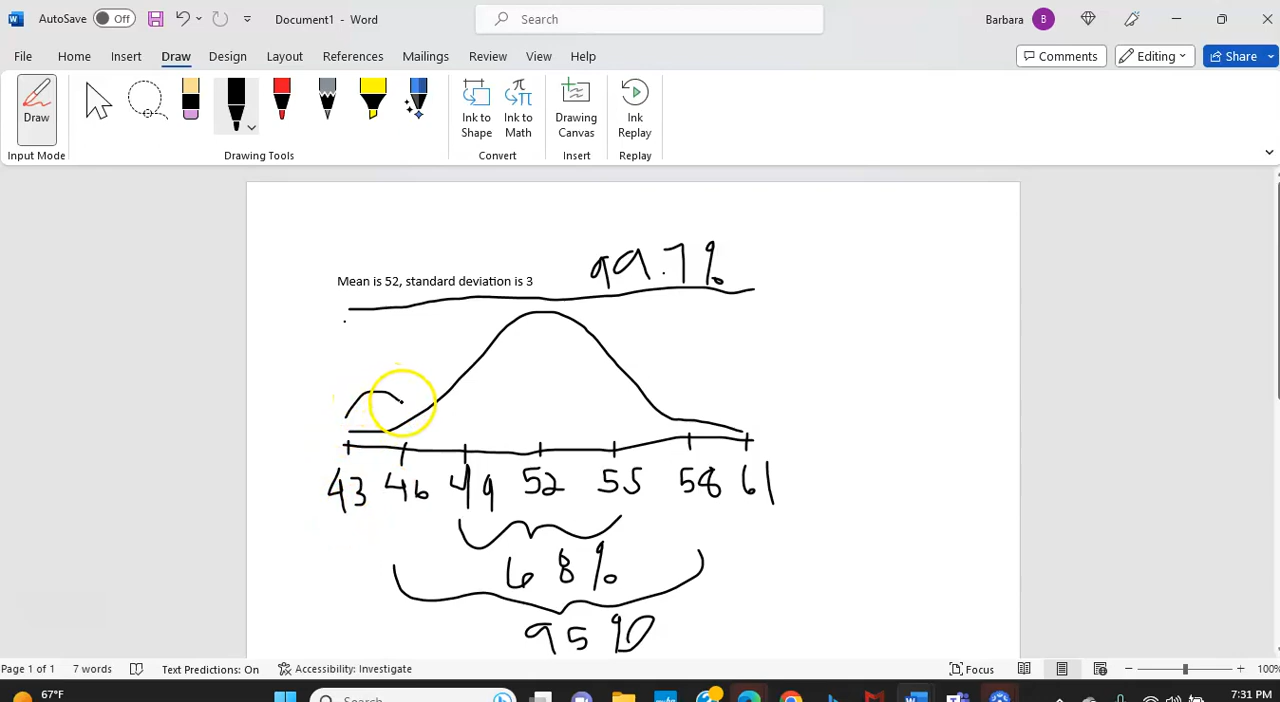 AutoSave Off Document1 - Word Search Barbara B
File Home Insert Draw Design Layout References Mailings Review View Help Comments Editing Share
Draw Ink to Shape Ink to Math Drawing Canvas Ink Replay
Input Mode Drawing Tools Convert Insert Replay
99.7%
Mean is 52, standard deviation is 3
43 46 49 52 55 58 61
68%
95%
Page 1 of 1 7 words Text Predictions: On Accessibility: Investigate Focus 100%
67°F Search 7:31 PM